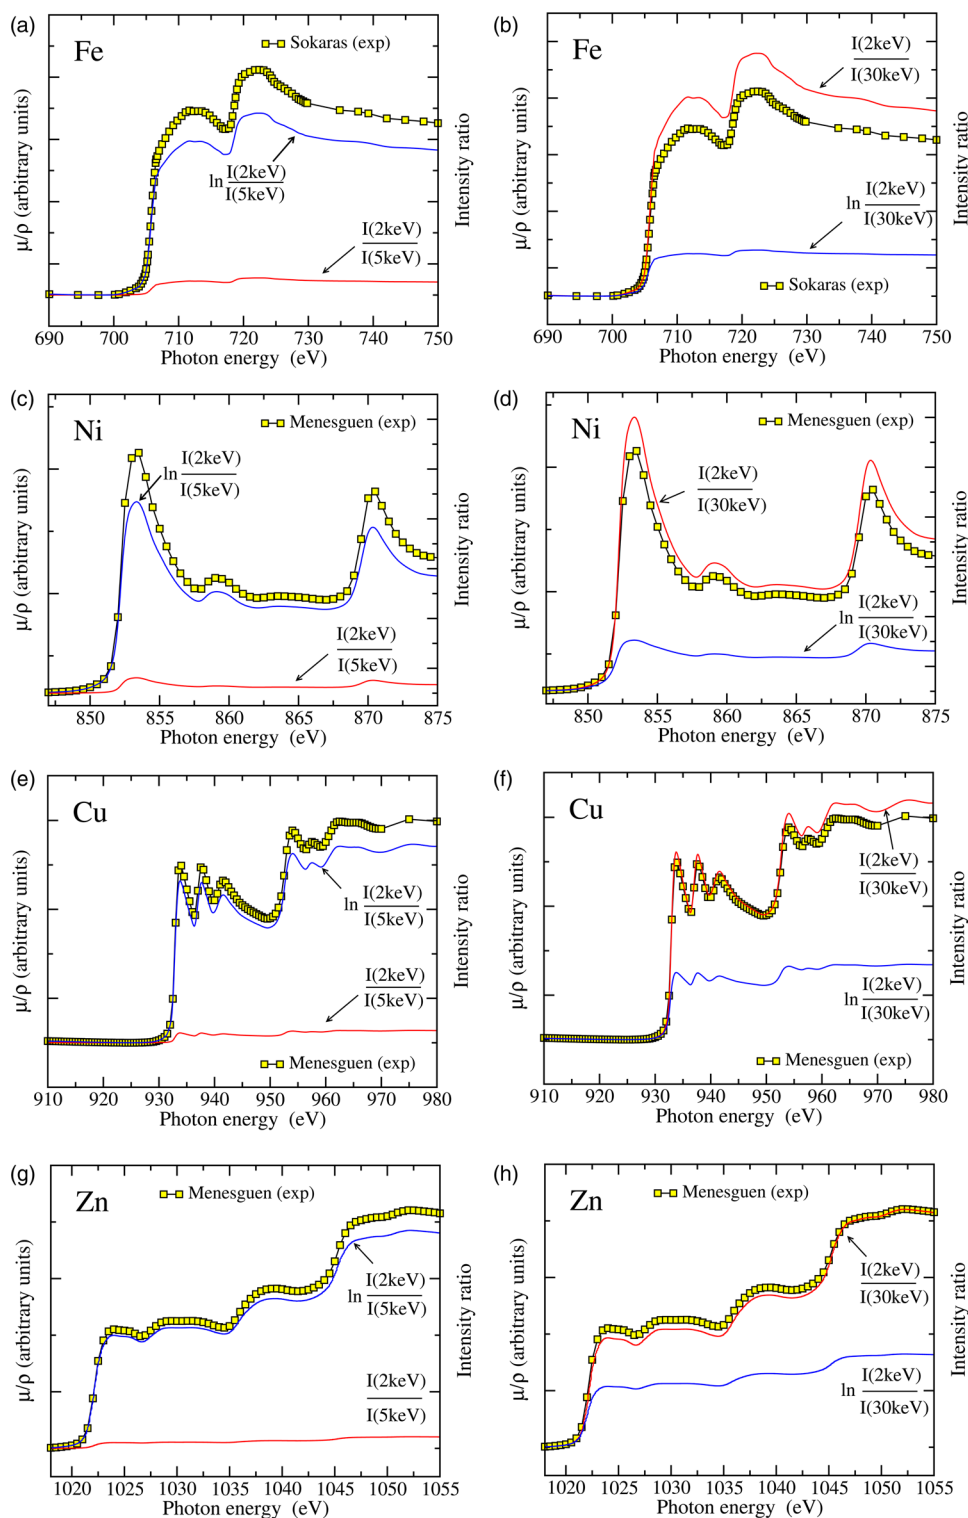 (a)
Fe
Sokaras (exp)
ln I(2keV)
I(5keV)
I(2keV)
I(5keV)
μ/ρ (arbitrary units)
Intensity ratio
690 700 710 720 730 740 750
Photon energy (eV)
(b)
Fe
I(2keV)
I(30keV)
ln I(2keV)
I(30keV)
Sokaras (exp)
μ/ρ (arbitrary units)
Intensity ratio
690 700 710 720 730 740 750
Photon energy (eV)
(c)
Ni
Menesguen (exp)
ln I(2keV)
I(5keV)
I(2keV)
I(5keV)
μ/ρ (arbitrary units)
Intensity ratio
850 855 860 865 870 875
Photon energy (eV)
(d)
Ni
Menesguen (exp)
I(2keV)
I(30keV)
ln I(2keV)
I(30keV)
μ/ρ (arbitrary units)
Intensity ratio
850 855 860 865 870 875
Photon energy (eV)
(e)
Cu
ln I(2keV)
I(5keV)
I(2keV)
I(5keV)
Menesguen (exp)
μ/ρ (arbitrary units)
Intensity ratio
910 920 930 940 950 960 970 980
Photon energy (eV)
(f)
Cu
I(2keV)
I(30keV)
ln I(2keV)
I(30keV)
Menesguen (exp)
μ/ρ (arbitrary units)
Intensity ratio
910 920 930 940 950 960 970 980
Photon energy (eV)
(g)
Zn
Menesguen (exp)
ln I(2keV)
I(5keV)
I(2keV)
I(5keV)
μ/ρ (arbitrary units)
Intensity ratio
1020 1025 1030 1035 1040 1045 1050 1055
Photon energy (eV)
(h)
Zn
Menesguen (exp)
I(2keV)
I(30keV)
ln I(2keV)
I(30keV)
μ/ρ (arbitrary units)
Intensity ratio
1020 1025 1030 1035 1040 1045 1050 1055
Photon energy (eV)